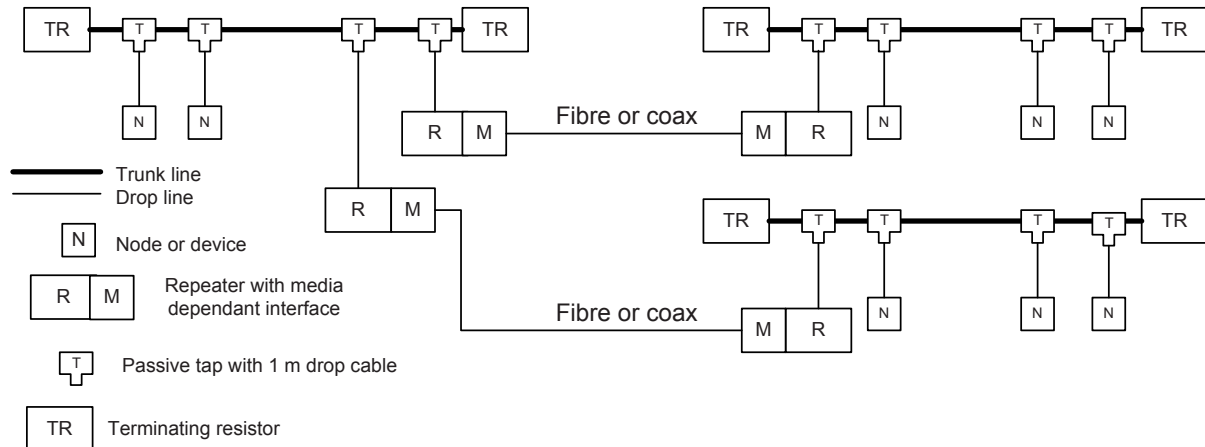 TR T T T T TR
TR T T T T TR
N N
R M
Fibre or coax
M R
N N N
Trunk line
Drop line
R M
TR T T T T TR
N
Node or device
R M
Repeater with media
dependant interface
Fibre or coax
M R
N N N
T
Passive tap with 1 m drop cable
TR
Terminating resistor